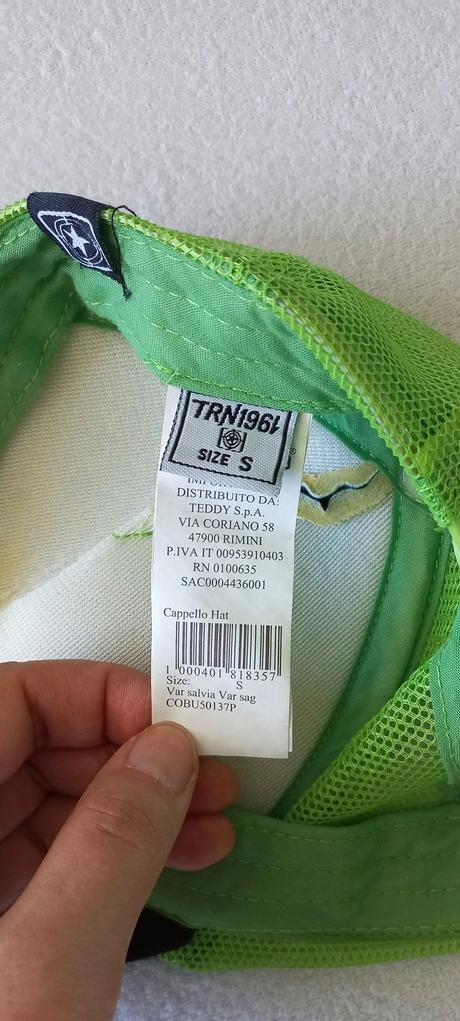 TRN1961
SIZE S
®
DISTRIBUITO DA:
TEDDY S.p.A.
VIA CORIANO 58
47900 RIMINI
P.IVA IT 00953910403
RN 0100635
SAC0004436001
Cappello Hat
1 000401 818357
Size: S
Var salvia Var sag
COBU50137P